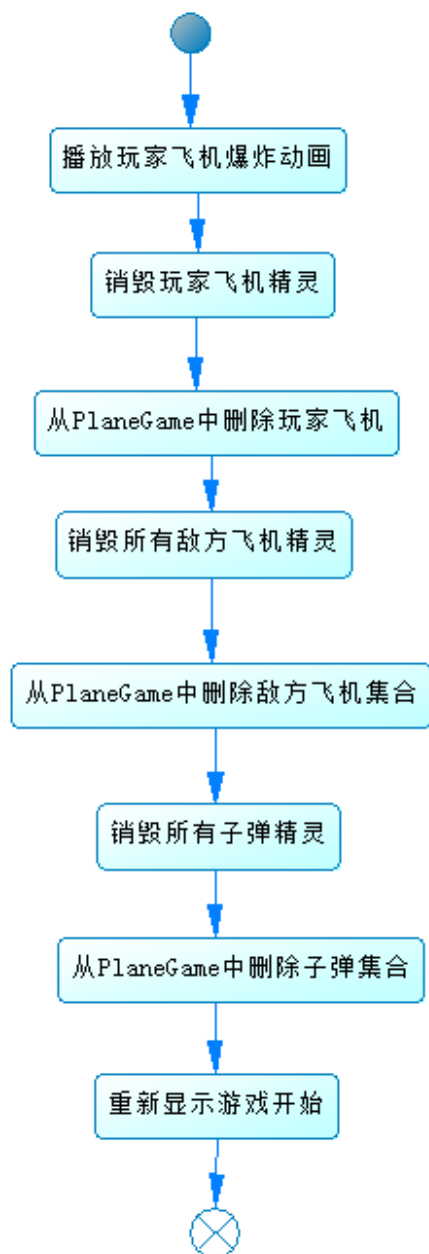 播放玩家飞机爆炸动画
销毁玩家飞机精灵
从PlaneGame中删除玩家飞机
销毁所有敌方飞机精灵
从PlaneGame中删除敌方飞机集合
销毁所有子弹精灵
从PlaneGame中删除子弹集合
重新显示游戏开始